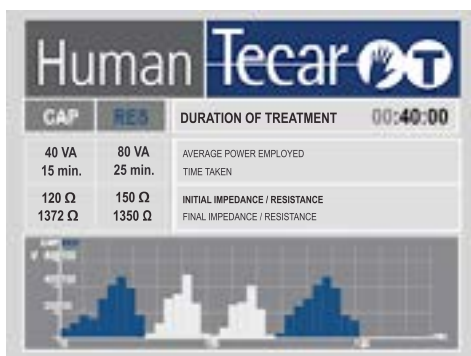 Human Tecar T
CAP RES DURATION OF TREATMENT 00:40:00
40 VA 80 VA AVERAGE POWER EMPLOYED
15 min. 25 min. TIME TAKEN
120 Ω 150 Ω INITIAL IMPEDANCE / RESISTANCE
1372 Ω 1350 Ω FINAL IMPEDANCE / RESISTANCE